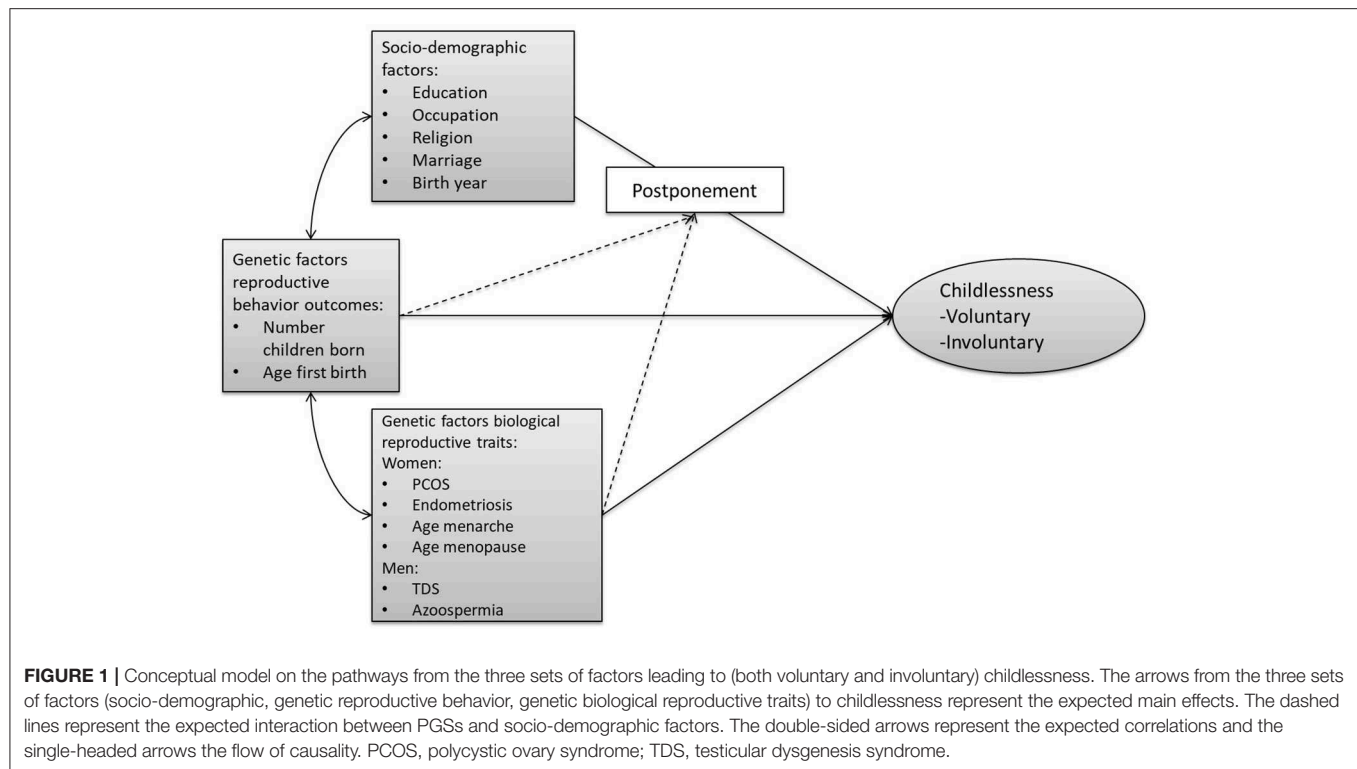 Socio-demographic
factors:
• Education
• Occupation
• Religion
• Marriage
• Birth year
Postponement
Genetic factors
reproductive
behavior outcomes:
• Number
children born
• Age first birth
Childlessness
-Voluntary
-Involuntary
Genetic factors biological
reproductive traits:
Women:
• PCOS
• Endometriosis
• Age menarche
• Age menopause
Men:
• TDS
• Azoospermia
FIGURE 1 | Conceptual model on the pathways from the three sets of factors leading to (both voluntary and involuntary) childlessness. The arrows from the three sets
of factors (socio-demographic, genetic reproductive behavior, genetic biological reproductive traits) to childlessness represent the expected main effects. The dashed
lines represent the expected interaction between PGSs and socio-demographic factors. The double-sided arrows represent the expected correlations and the
single-headed arrows the flow of causality. PCOS, polycystic ovary syndrome; TDS, testicular dysgenesis syndrome.